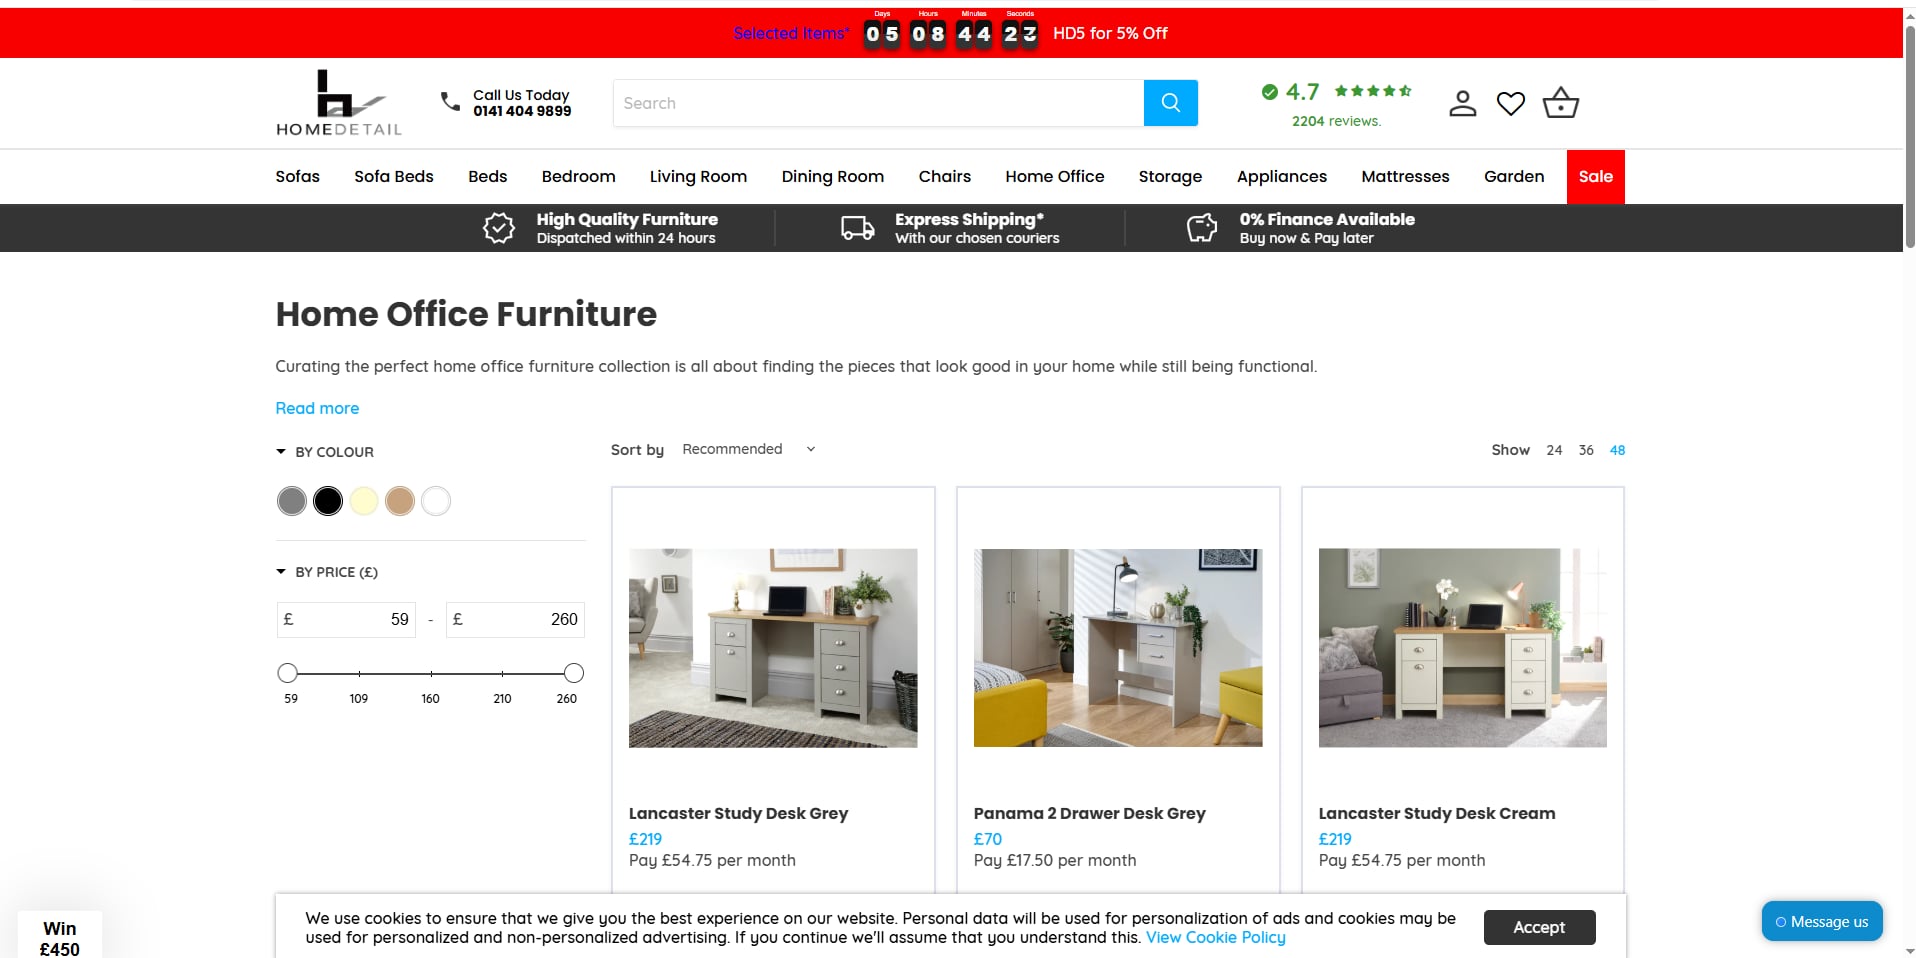 Days Hours Minutes Seconds
Selected Items* 05 08 44 23 HD5 for 5% Off
HOMEDETAIL
Call Us Today
0141 404 9899
Search
4.7
2204 reviews.
Sofas Sofa Beds Beds Bedroom Living Room Dining Room Chairs Home Office Storage Appliances Mattresses Garden Sale
High Quality Furniture
Dispatched within 24 hours
Express Shipping*
With our chosen couriers
0% Finance Available
Buy now & Pay later
Home Office Furniture
Curating the perfect home office furniture collection is all about finding the pieces that look good in your home while still being functional.
Read more
BY COLOUR
Sort by Recommended
Show 24 36 48
BY PRICE (£)
£ 59 - £ 260
59 109 160 210 260
Lancaster Study Desk Grey
£219
Pay £54.75 per month
Panama 2 Drawer Desk Grey
£70
Pay £17.50 per month
Lancaster Study Desk Cream
£219
Pay £54.75 per month
We use cookies to ensure that we give you the best experience on our website. Personal data will be used for personalization of ads and cookies may be
used for personalized and non-personalized advertising. If you continue we'll assume that you understand this. View Cookie Policy
Accept
Message us
Win
£450